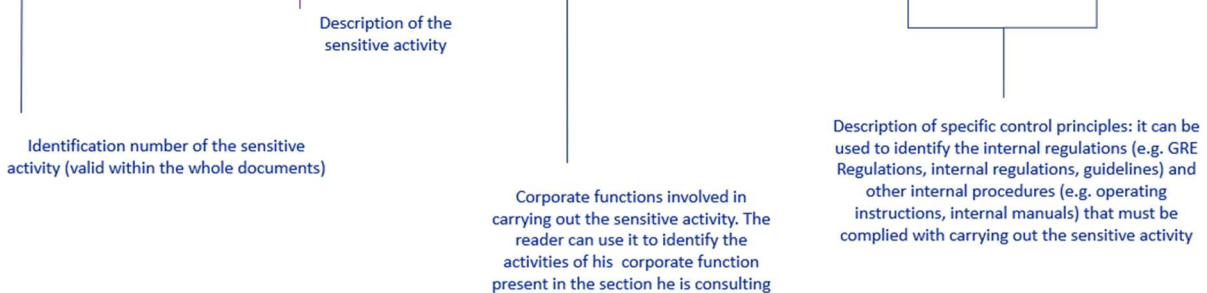 Description of the
sensitive activity
Identification number of the sensitive
activity (valid within the whole documents)
Corporate functions involved in
carrying out the sensitive activity. The
reader can use it to identify the
activities of his corporate function
present in the section he is consulting
Description of specific control principles: it can be
used to identify the internal regulations (e.g. GRE
Regulations, internal regulations, guidelines) and
other internal procedures (e.g. operating
instructions, internal manuals) that must be
complied with carrying out the sensitive activity